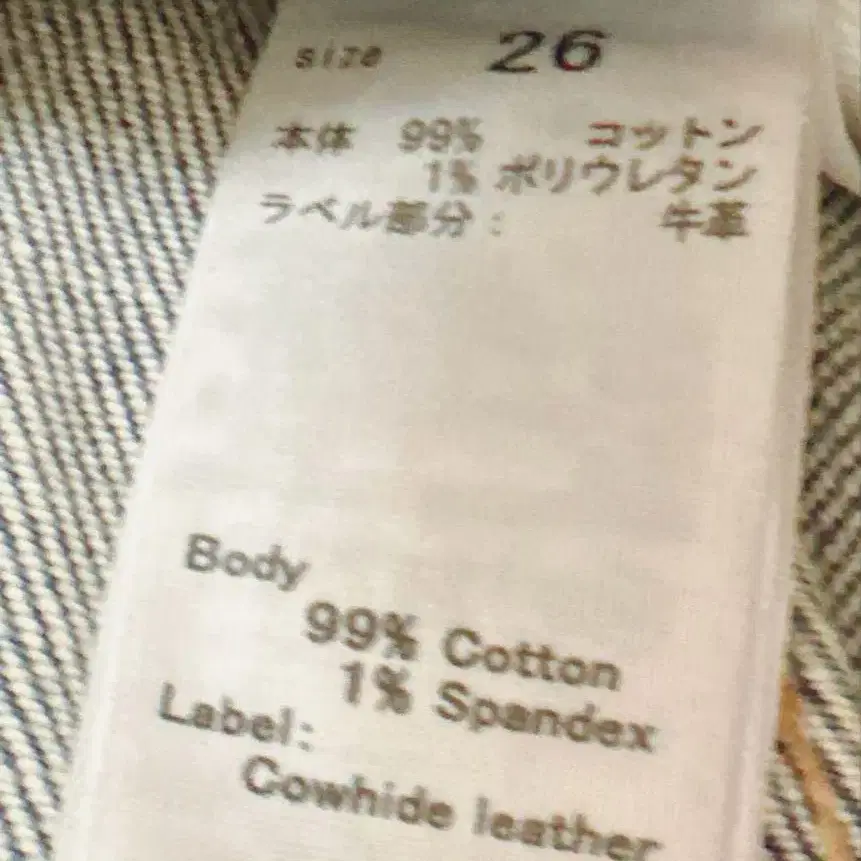 size 26
本体 99% コットン
1% ポリウレタン
ラベル部分: 牛革
Body
99% Cotton
1% Spandex
Label:
Cowhide leather